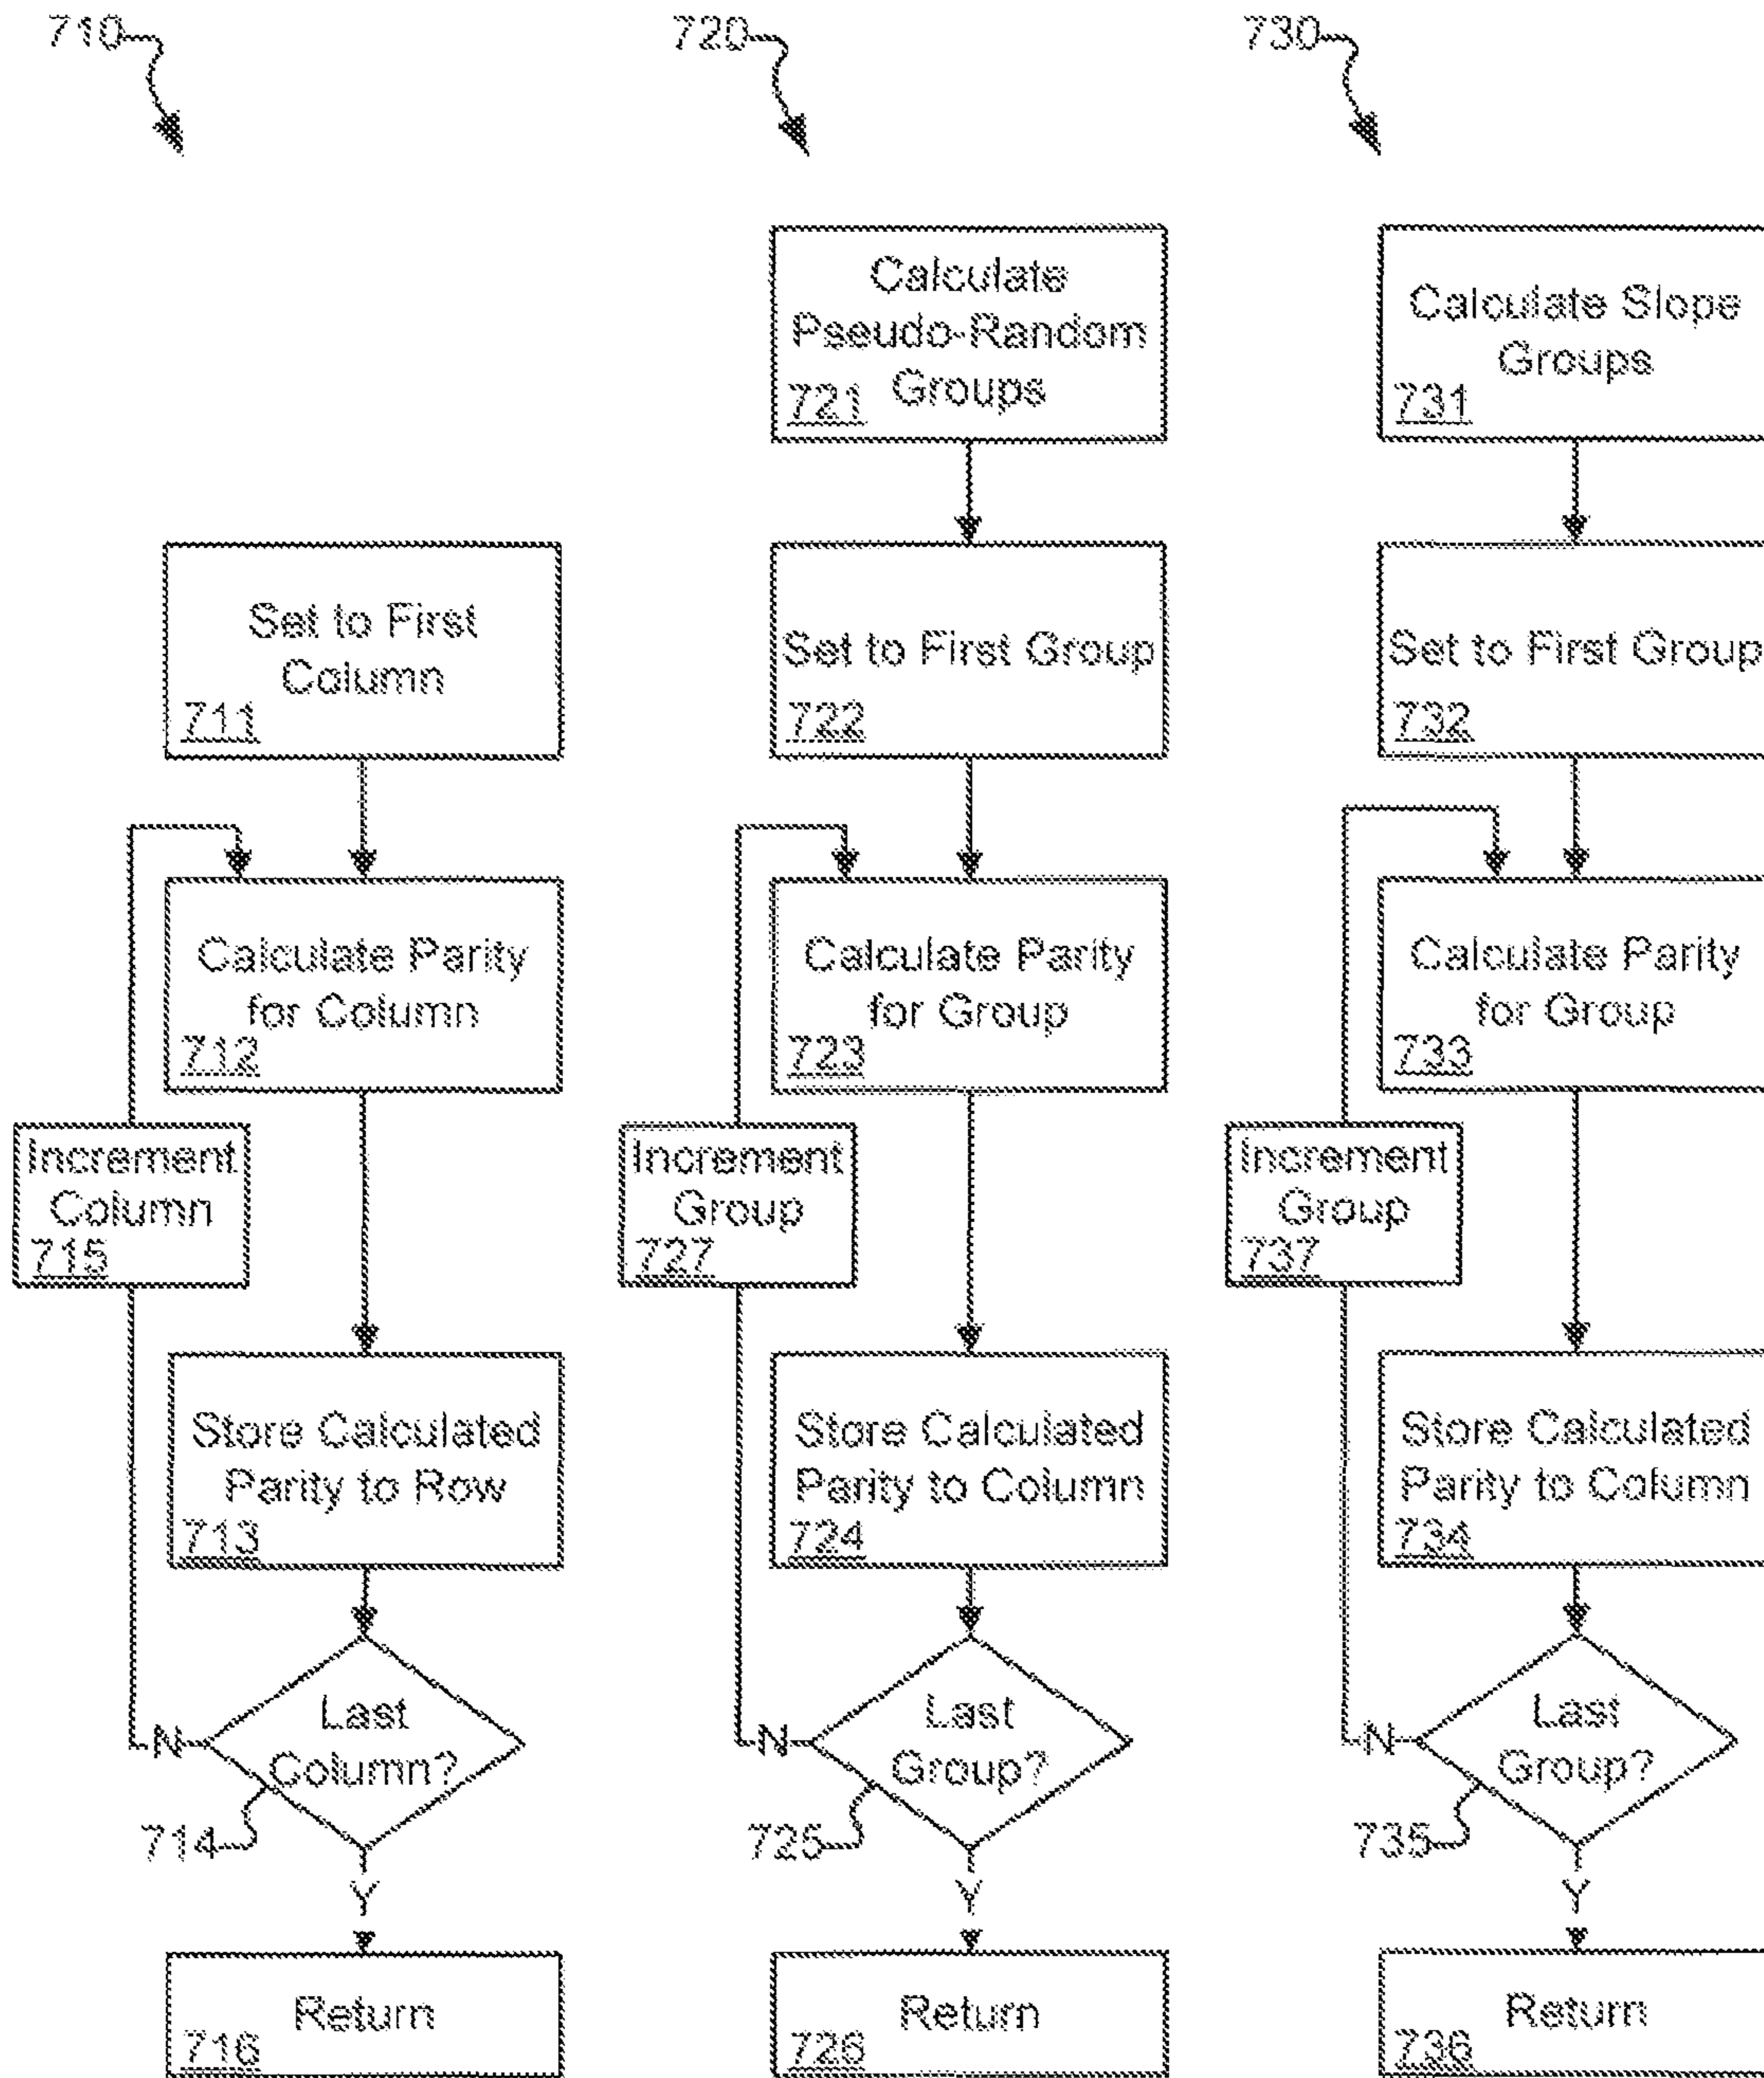 710
720
730
Calculate
Pseudo-Random
Groups
721
Calculate Slope
Groups
731
Set to First
Column
711
Set to First Group
722
Set to First Group
732
Calculate Parity
for Column
712
Calculate Parity
for Group
723
Calculate Parity
for Group
733
Increment
Column
715
Increment
Group
727
Increment
Group
737
Store Calculated
Parity to Row
713
Store Calculated
Parity to Column
724
Store Calculated
Parity to Column
734
Last
Column?
N
714
Y
Last
Group?
N
725
Y
Last
Group?
N
735
Y
Return
716
Return
726
Return
736